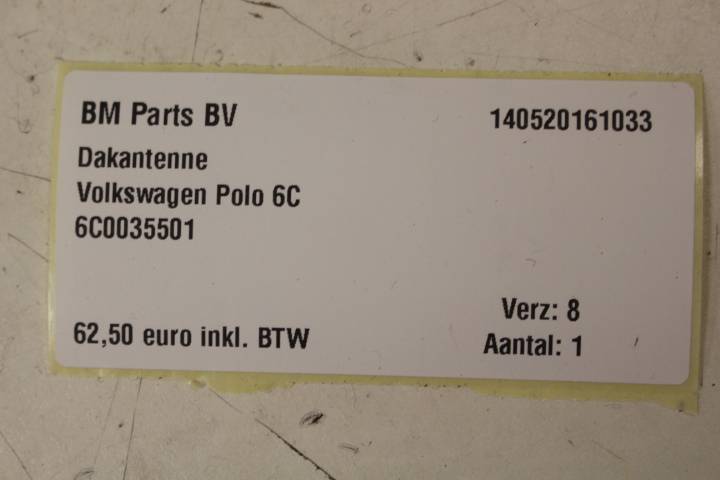 BM Parts BV 140520161033
Dakantenne
Volkswagen Polo 6C
6C0035501
Verz: 8
62,50 euro inkl. BTW
Aantal: 1